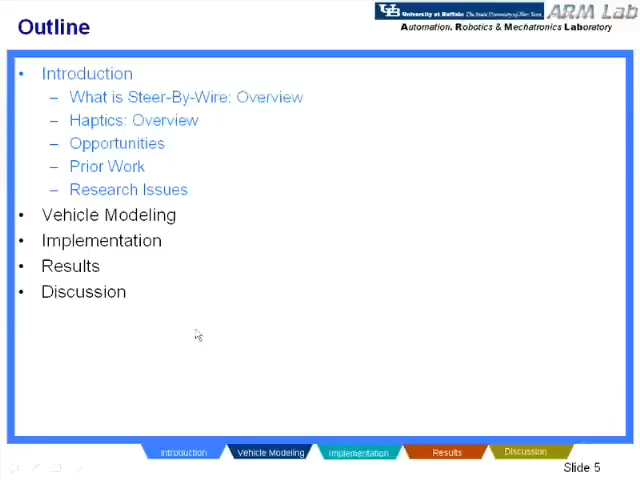 UB University at Buffalo The State University of New York ARM Lab
Outline
Automation, Robotics & Mechatronics Laboratory
• Introduction
– What is Steer-By-Wire: Overview
– Haptics: Overview
– Opportunities
– Prior Work
– Research Issues
• Vehicle Modeling
• Implementation
• Results
• Discussion
Introduction Vehicle Modeling Implementation Results Discussion
Slide 5